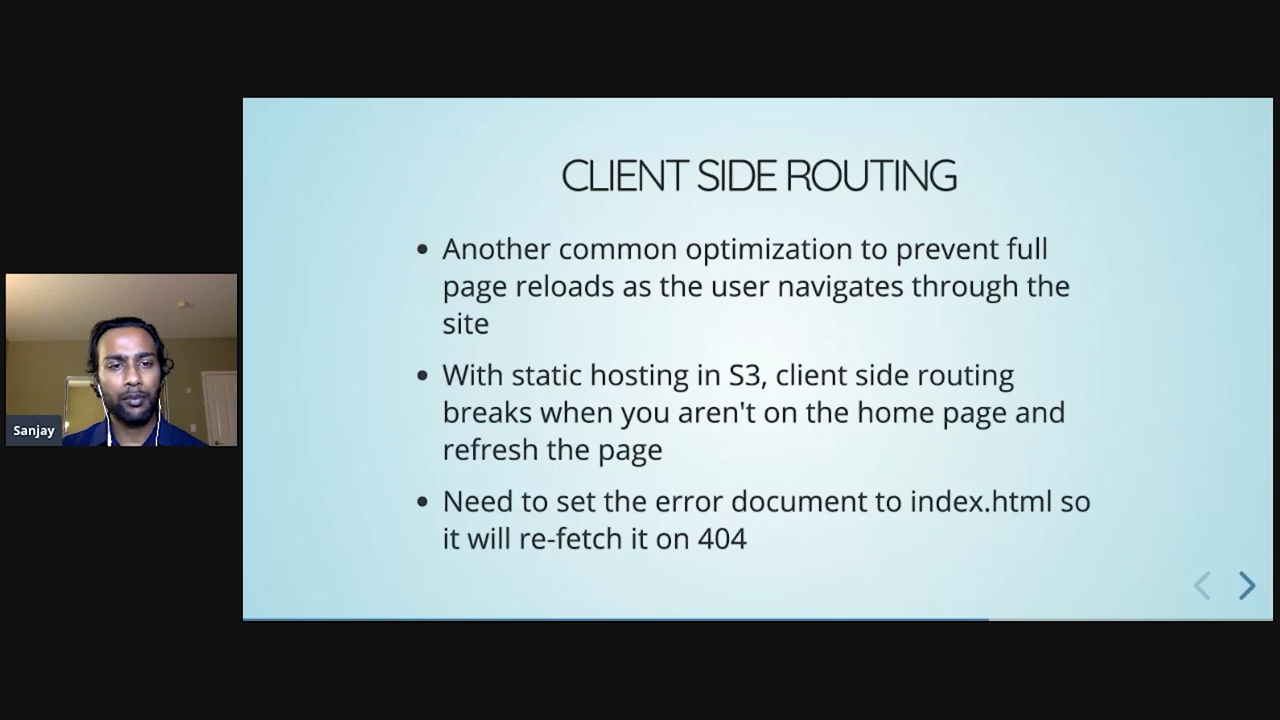 CLIENT SIDE ROUTING
Another common optimization to prevent full
page reloads as the user navigates through the
site
With static hosting in S3, client side routing
breaks when you aren't on the home page and
refresh the page
Need to set the error document to index.html so
it will re-fetch it on 404
Sanjay